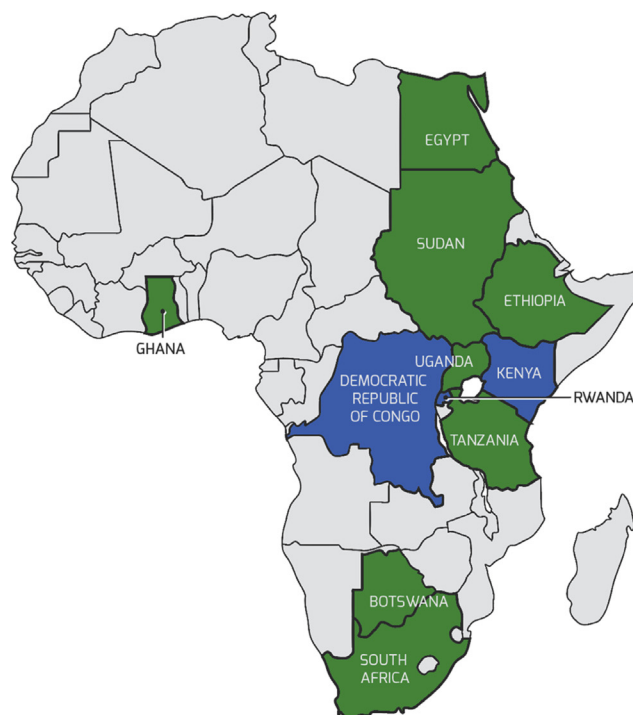 EGYPT
SUDAN
ETHIOPIA
GHANA
UGANDA
KENYA
DEMOCRATIC
REPUBLIC
OF CONGO
RWANDA
TANZANIA
BOTSWANA
SOUTH
AFRICA